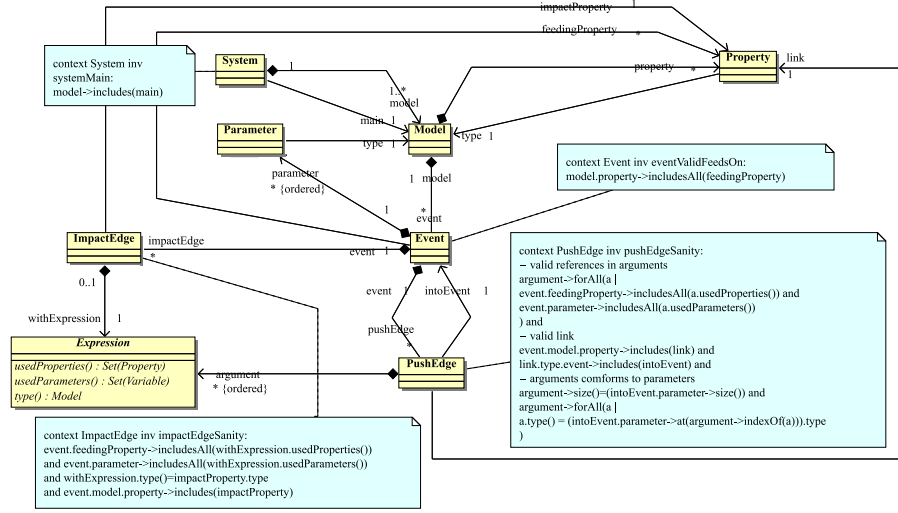 impactProperty 1
feedingProperty *
context System inv
systemMain:
model->includes(main)
System
1
1..*
model
property *
Property
link
1
main 1
Parameter
type 1
Model
type 1
parameter
* {ordered}
1 model
context Event inv eventValidFeedsOn:
model.property->includesAll(feedingProperty)
1
*
event
ImpactEdge
impactEdge
*
event 1
Event
0..1
withExpression 1
event 1
intoEvent 1
pushEdge
*
context PushEdge inv pushEdgeSanity:
– valid references in arguments
argument->forAll(a |
event.feedingProperty->includesAll(a.usedProperties()) and
event.parameter->includesAll(a.usedParameters())
) and
– valid link
event.model.property->includes(link) and
link.type.event->includes(intoEvent) and
– arguments comforms to parameters
argument->size()=(intoEvent.parameter->size()) and
argument->forAll(a |
a.type() = (intoEvent.parameter->at(argument->indexOf(a))).type
)
Expression
usedProperties() : Set(Property)
usedParameters() : Set(Variable)
type() : Model
argument
* {ordered}
PushEdge
context ImpactEdge inv impactEdgeSanity:
event.feedingProperty->includesAll(withExpression.usedProperties())
and event.parameter->includesAll(withExpression.usedParameters())
and withExpression.type()=impactProperty.type
and event.model.property->includes(impactProperty)